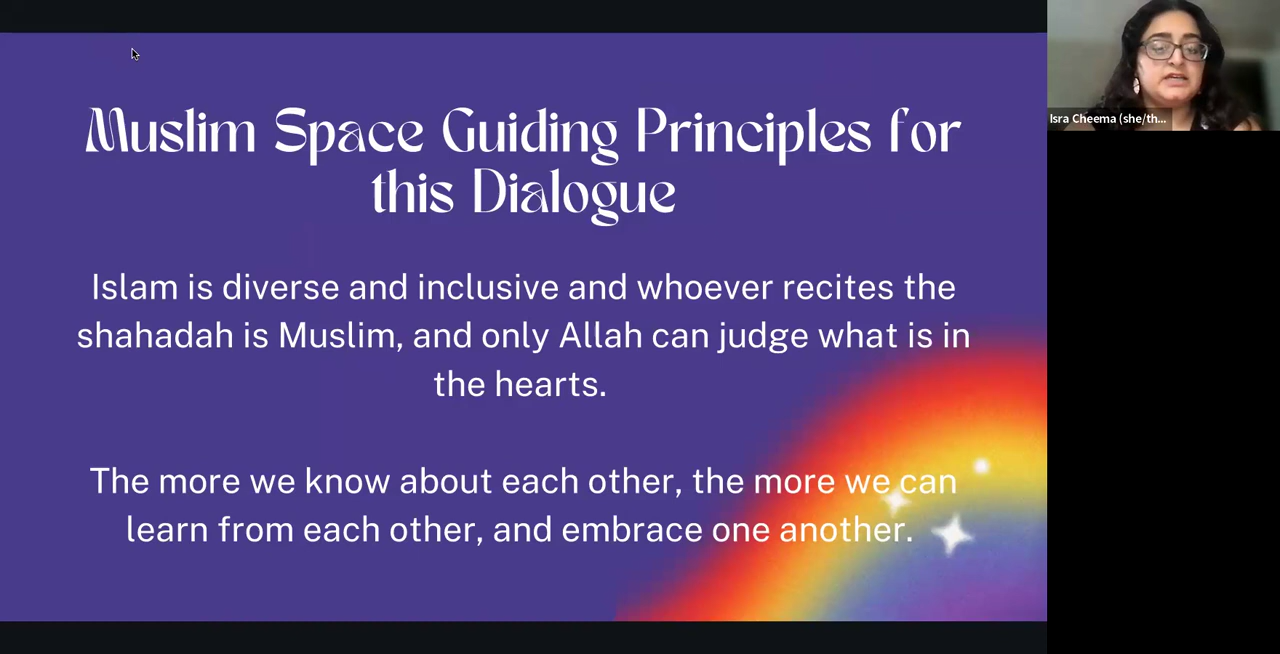 Muslim Space Guiding Principles for
this Dialogue
Islam is diverse and inclusive and whoever recites the
shahadah is Muslim, and only Allah can judge what is in
the hearts.
The more we know about each other, the more we can
learn from each other, and embrace one another.
Isra Cheema (she/th...